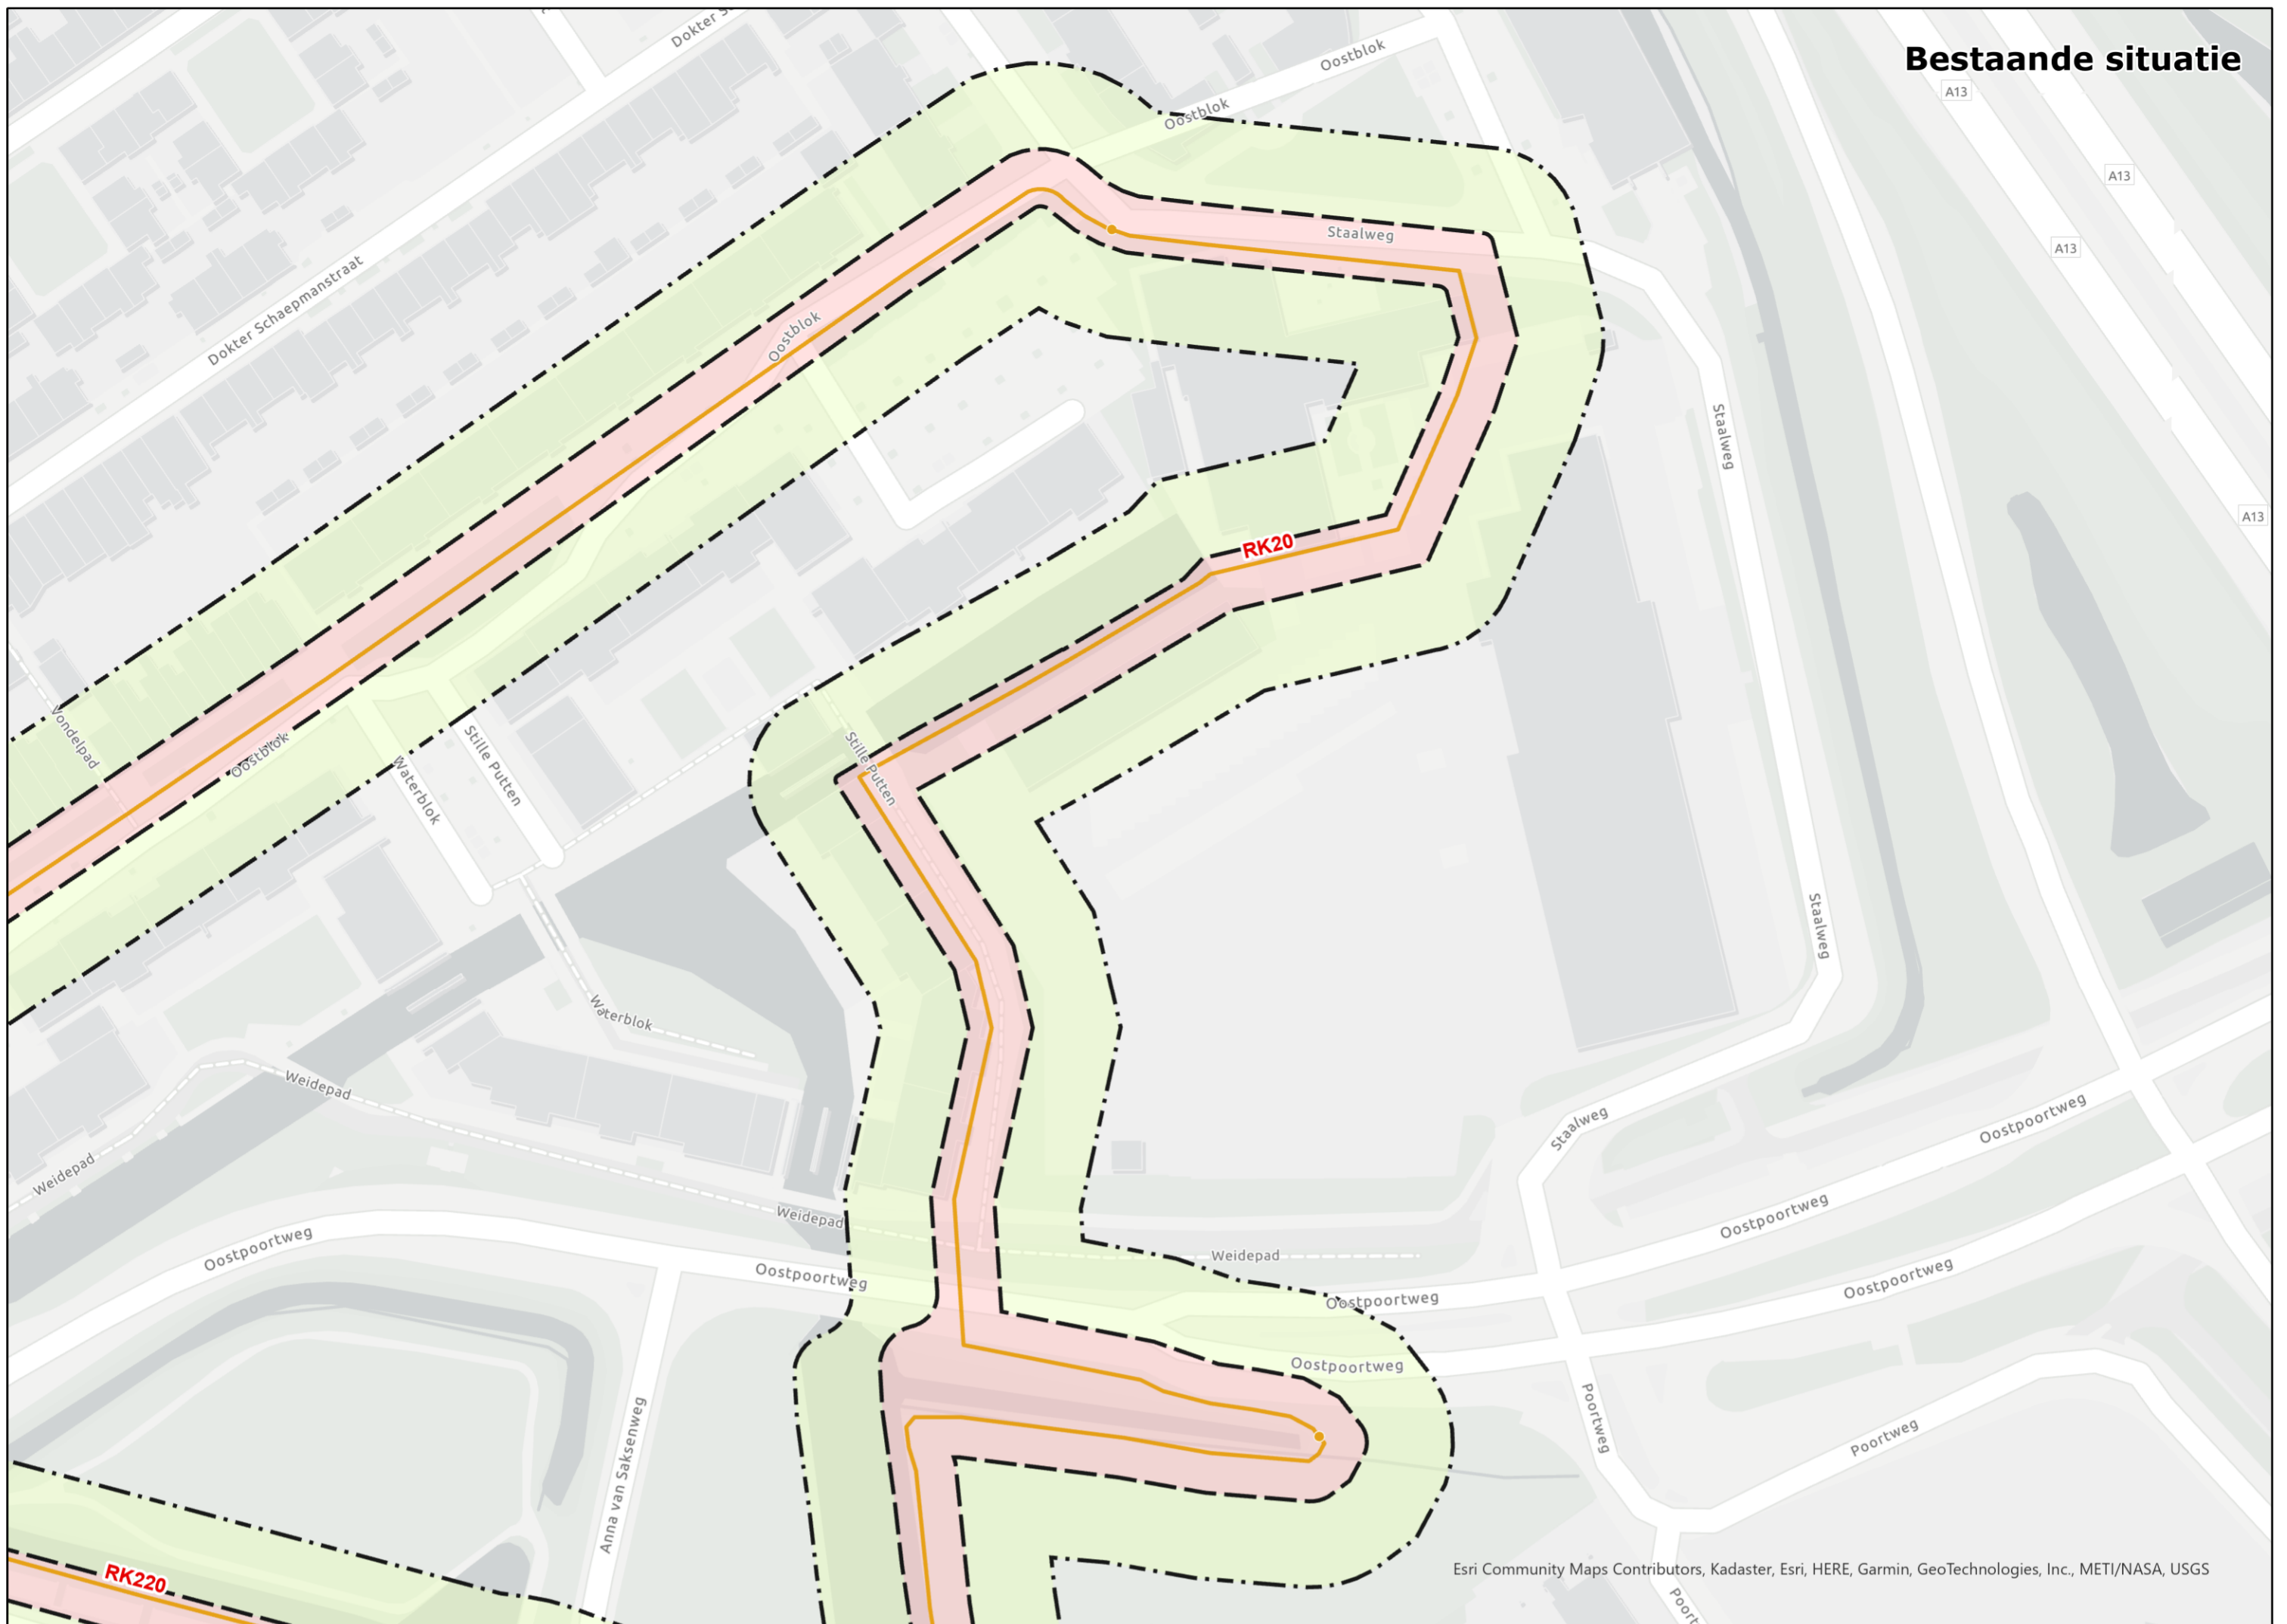 Dokter S
Oostblok
Bestaande situatie
A13
Oostblok
A13
Staalweg
A13
Dokter Schaepmanstraat
Oostblok
Staalweg
A13
RK20
Vondelpad
Oostblok
Stille Putten
Stille Putten
Waterblok
Staalweg
Waterblok
Weidepad
Staalweg
Oostpoortweg
Weidepad
Weidepad
Oostpoortweg
Oostpoortweg
Weidepad
Oostpoortweg
Oostpoortweg
Oostpoortweg
Oostpoortweg
Poortweg
Poortweg
Anna van Saksenweg
RK220
Esri Community Maps Contributors, Kadaster, Esri, HERE, Garmin, GeoTechnologies, Inc., METI/NASA, USGS
Poort